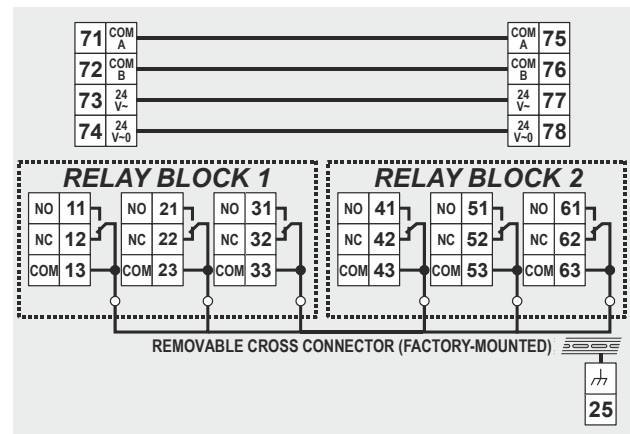 71 COM A COM A 75
72 COM B COM B 76
73 24 V~ 24 V~ 77
74 24 V~0 24 V~0 78
RELAY BLOCK 1 RELAY BLOCK 2
NO 11 NO 21 NO 31 NO 41 NO 51 NO 61
NC 12 NC 22 NC 32 NC 42 NC 52 NC 62
COM 13 COM 23 COM 33 COM 43 COM 53 COM 63
REMOVABLE CROSS CONNECTOR (FACTORY-MOUNTED)
25